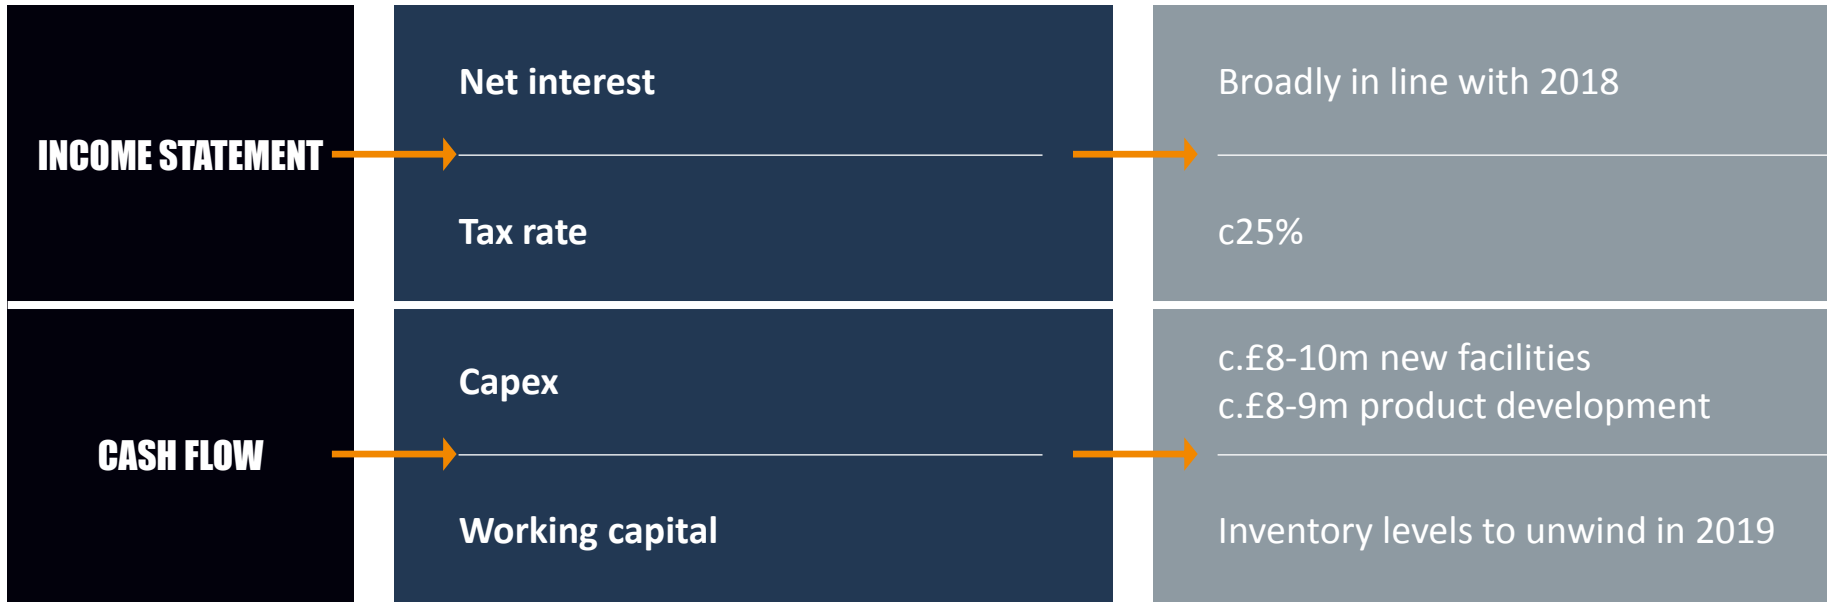 INCOME STATEMENT
Net interest
Broadly in line with 2018
Tax rate
c25%
CASH FLOW
Capex
c.£8-10m new facilities
c.£8-9m product development
Working capital
Inventory levels to unwind in 2019